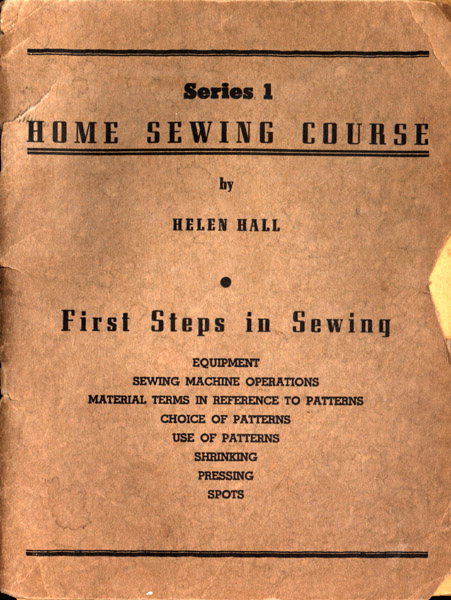 Series 1
HOME SEWING COURSE
by
HELEN HALL
First Steps in Sewing
EQUIPMENT
SEWING MACHINE OPERATIONS
MATERIAL TERMS IN REFERENCE TO PATTERNS
CHOICE OF PATTERNS
USE OF PATTERNS
SHRINKING
PRESSING
SPOTS